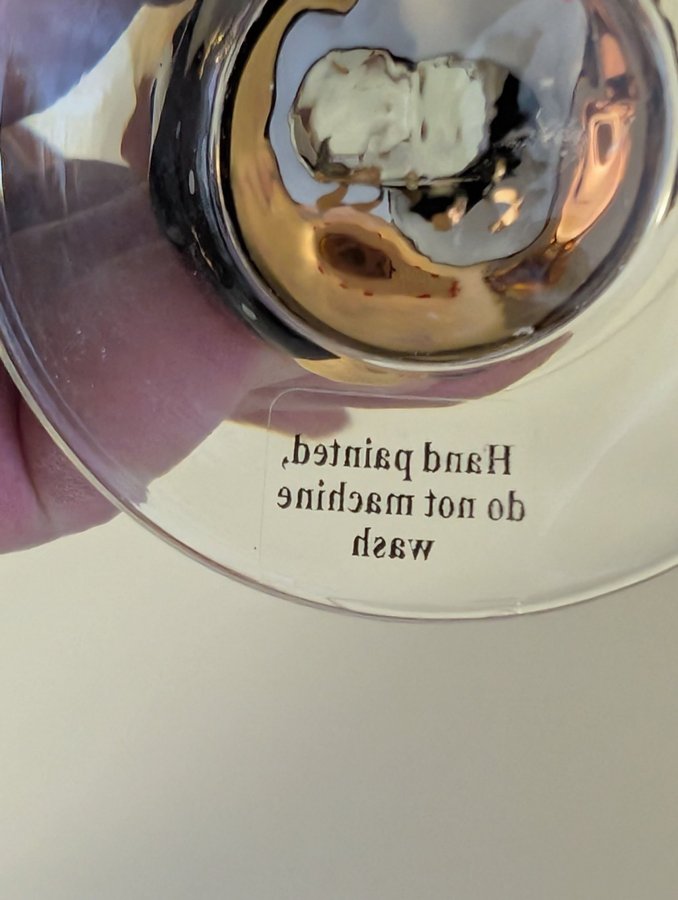 Hand painted,
do not machine
wash